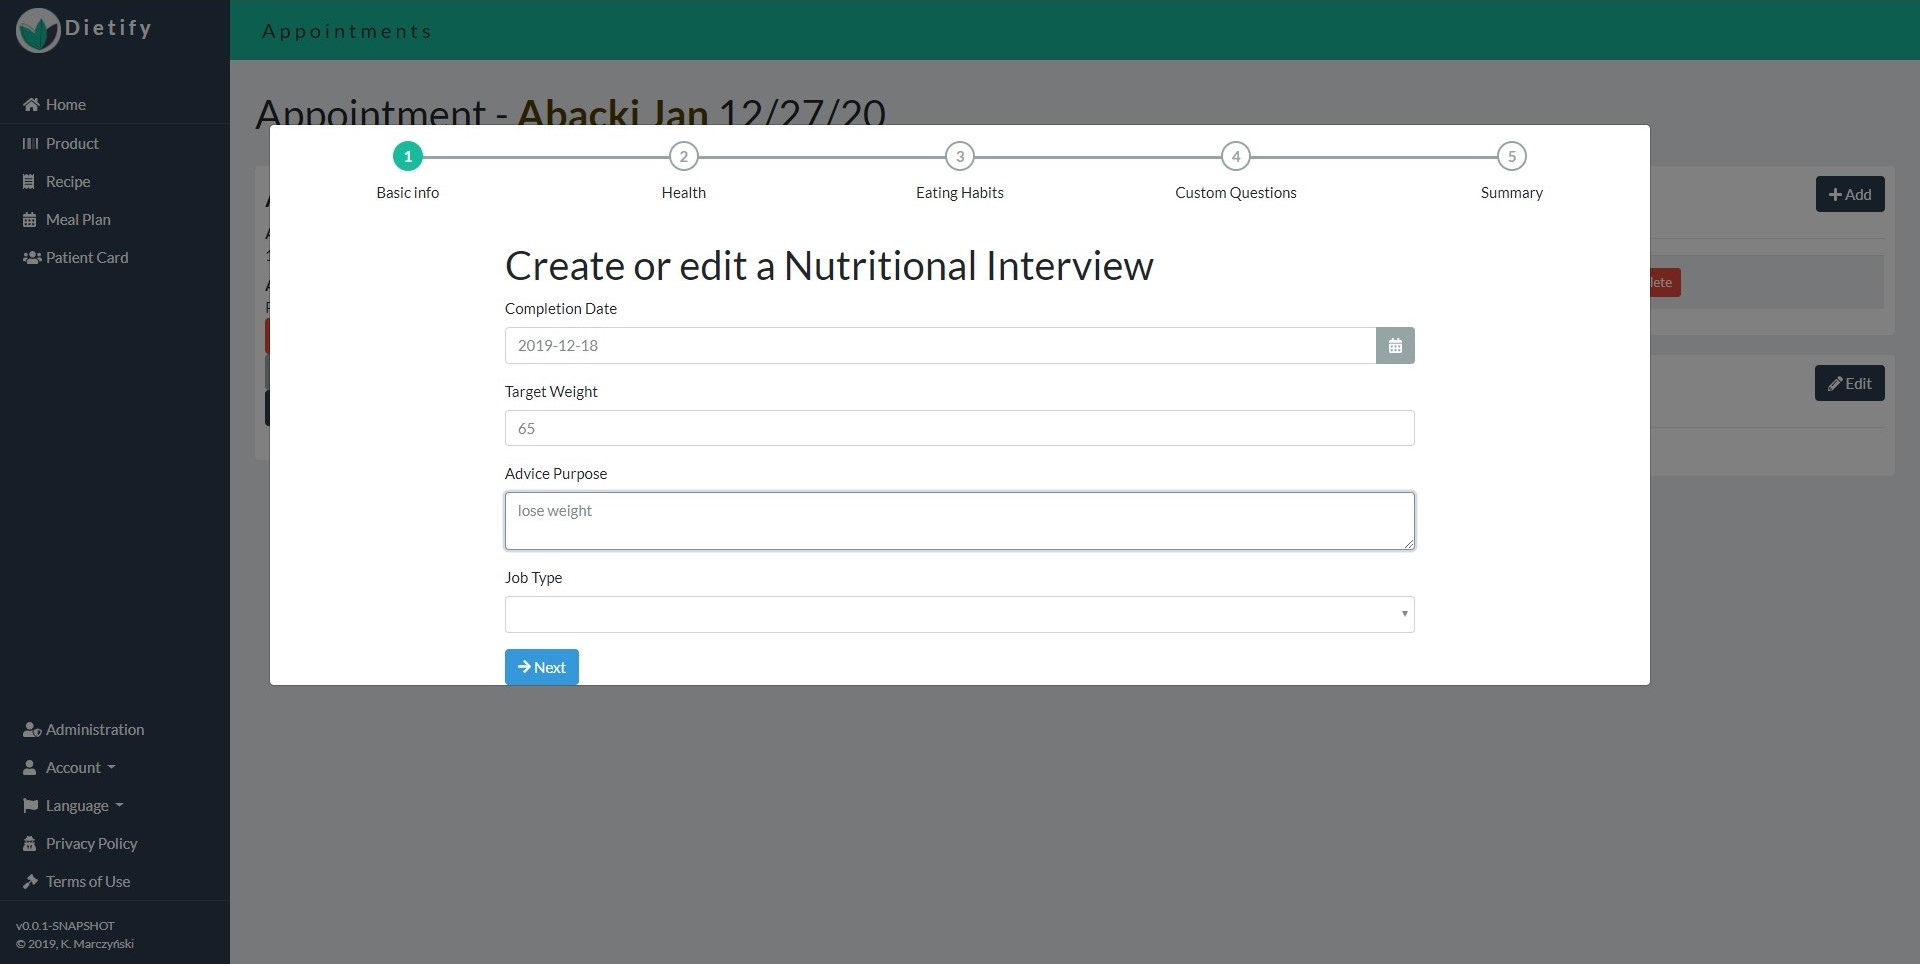 Dietify
Appointments
Home
Product
Recipe
Meal Plan
Patient Card
Administration
Account
Language
Privacy Policy
Terms of Use
v0.0.1-SNAPSHOT
© 2019, K. Marczyński
Appointment - Abacki Jan 12/27/20
Add
Edit
1 2 3 4 5
Basic info Health Eating Habits Custom Questions Summary
Create or edit a Nutritional Interview
Completion Date
2019-12-18
Target Weight
65
Advice Purpose
lose weight
Job Type
Next